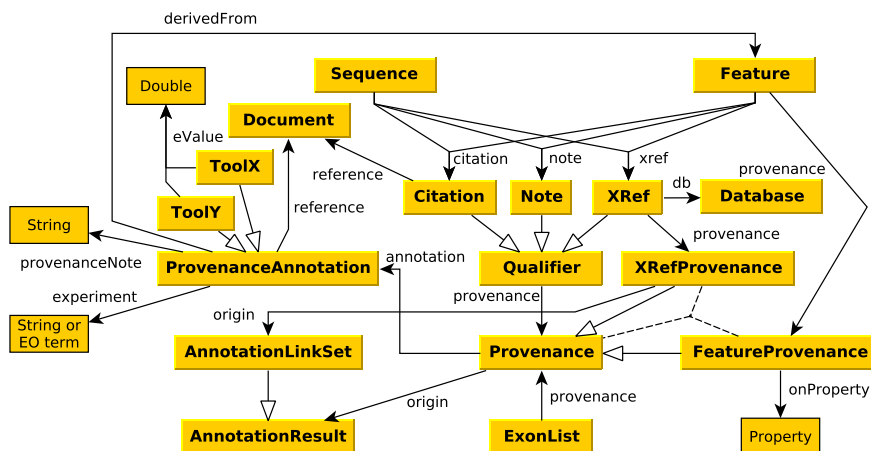 derivedFrom
Sequence
Feature
Double
Document
eValue
citation
note
xref
provenance
ToolX
reference
db
Citation
Note
XRef
Database
ToolY
reference
String
provenance
provenanceNote
annotation
ProvenanceAnnotation
Qualifier
XRefProvenance
experiment
provenance
origin
String or
EO term
AnnotationLinkSet
Provenance
FeatureProvenance
onProperty
origin
provenance
AnnotationResult
ExonList
Property